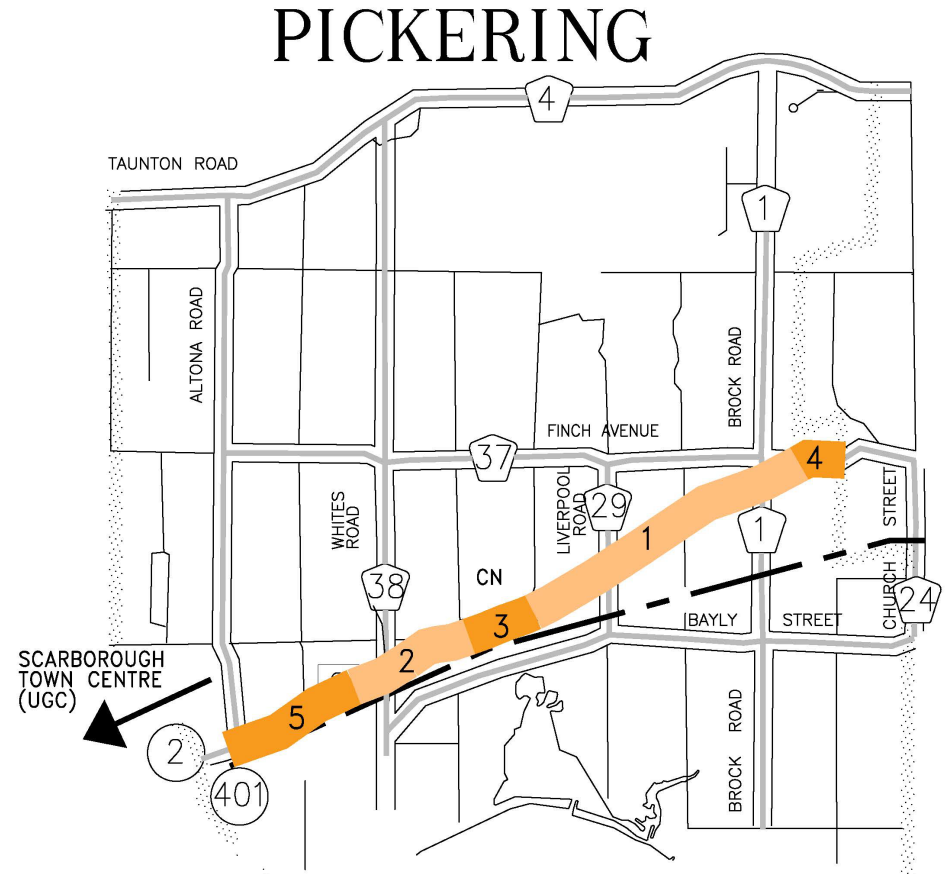 PICKERING
4
TAUNTON ROAD
1
ALTONA ROAD
BROCK ROAD
FINCH AVENUE
37
4
WHITES
ROAD
LIVERPOOL
ROAD
29
1
1
CHURCH STREET
38
CN
3
BAYLY STREET
24
2
SCARBOROUGH
TOWN CENTRE
(UGC)
5
BROCK ROAD
2
401